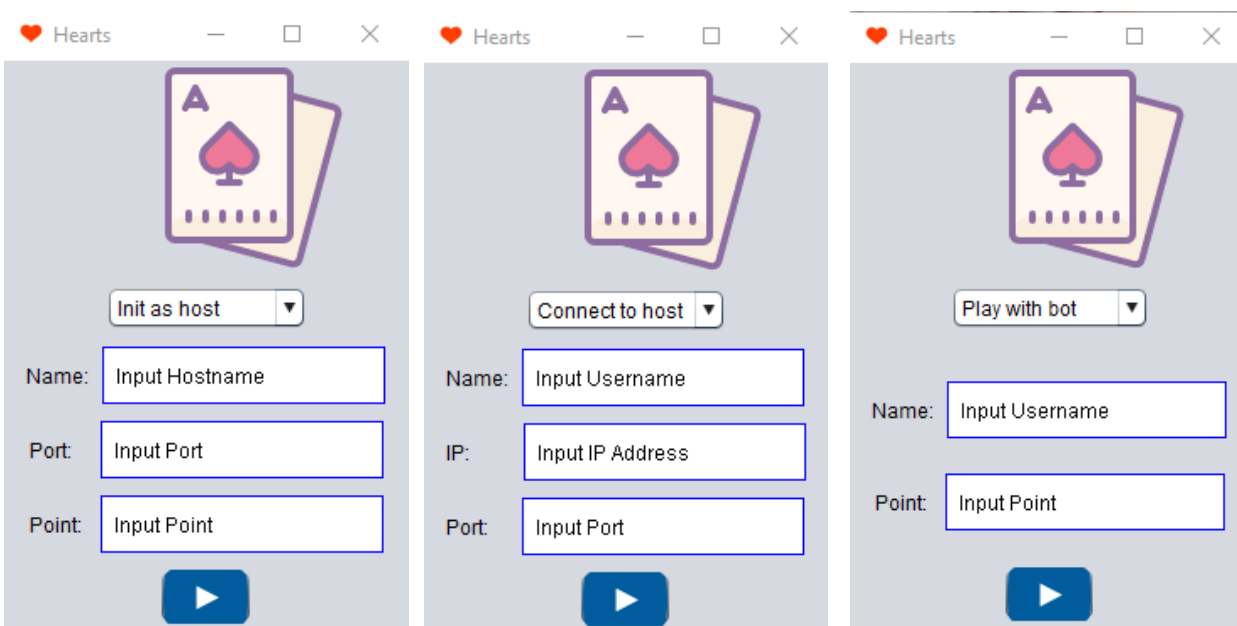 Hearts
A
Init as host
Name: Input Hostname
Port: Input Port
Point: Input Point
Hearts
A
Connect to host
Name: Input Username
IP: Input IP Address
Port: Input Port
Hearts
A
Play with bot
Name: Input Username
Point: Input Point